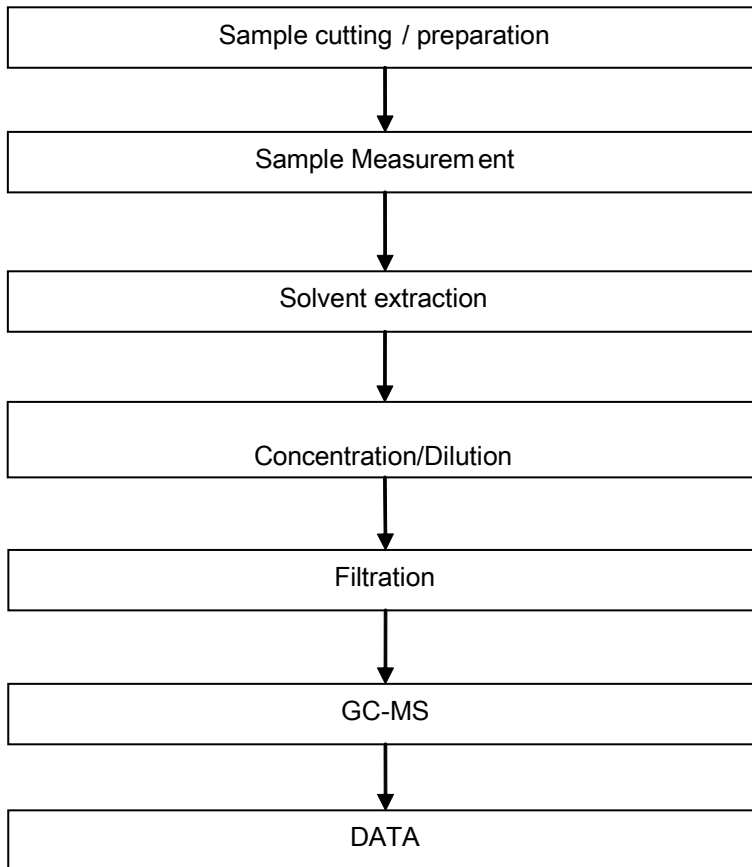 Sample cutting / preparation
Sample Measurement
Solvent extraction
Concentration/Dilution
Filtration
GC-MS
DATA